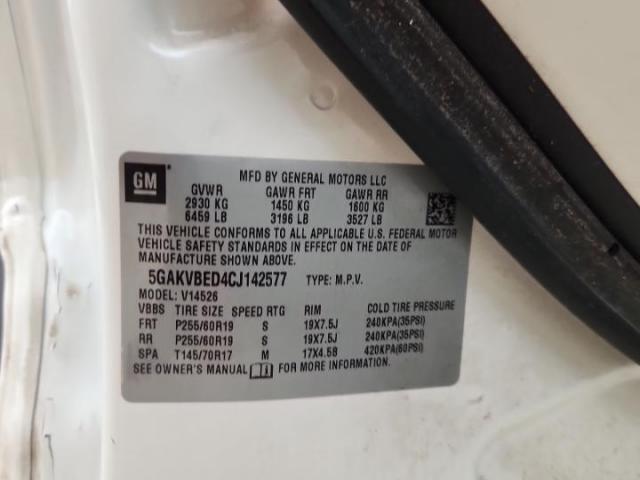 GM
MFD BY GENERAL MOTORS LLC
GVWR GAWR FRT GAWR RR
2930 KG 1450 KG 1600 KG
6459 LB 3196 LB 3527 LB
THIS VEHICLE CONFORMS TO ALL APPLICABLE U.S. FEDERAL MOTOR
VEHICLE SAFETY STANDARDS IN EFFECT ON THE DATE OF
MANUFACTURE SHOWN ABOVE.
5GAKVBED4CJ142577 TYPE: M.P.V.
MODEL: V14526
VBBS TIRE SIZE SPEED RTG RIM COLD TIRE PRESSURE
FRT P255/60R19 S 19X7.5J 240KPA(35PSI)
RR P255/60R19 S 19X7.5J 240KPA(35PSI)
SPA T145/70R17 M 17X4.5B 420KPA(60PSI)
SEE OWNER'S MANUAL FOR MORE INFORMATION.